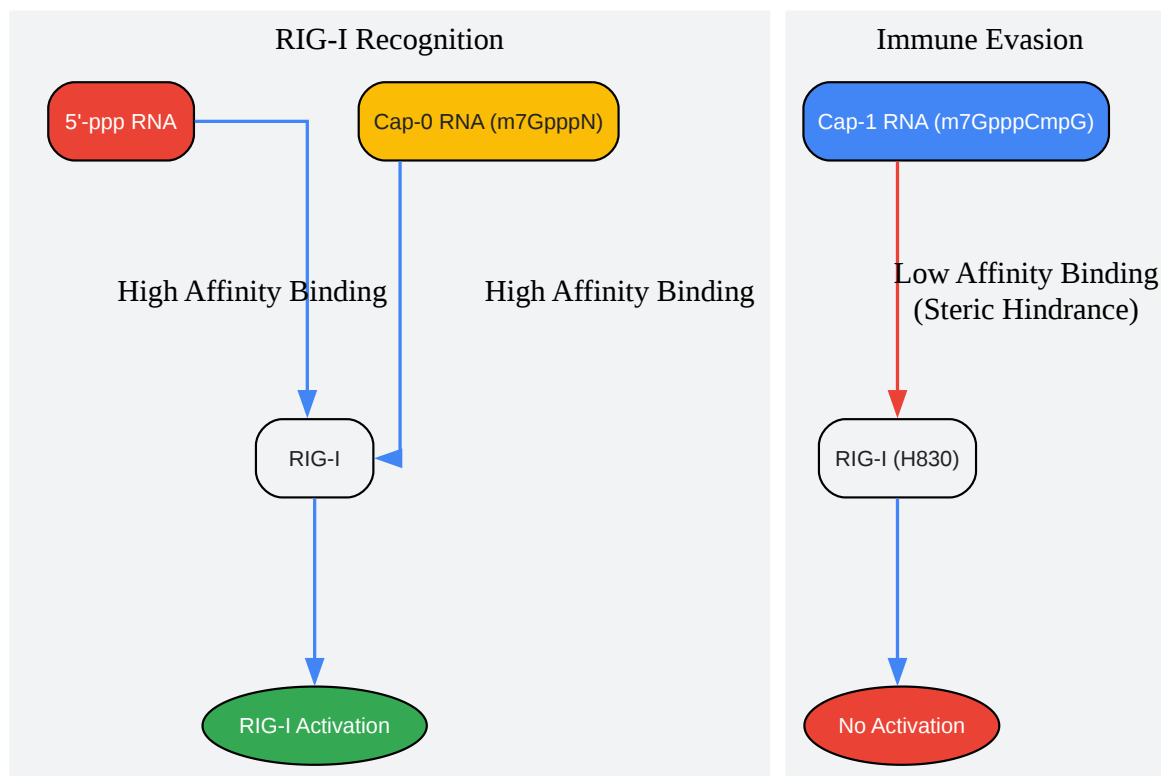 RIG-I Recognition
5'-ppp RNA
Cap-0 RNA (m7GpppN)
High Affinity Binding
High Affinity Binding
RIG-I
RIG-I Activation
Immune Evasion
Cap-1 RNA (m7GpppCmpG)
Low Affinity Binding
(Steric Hindrance)
RIG-I (H830)
No Activation